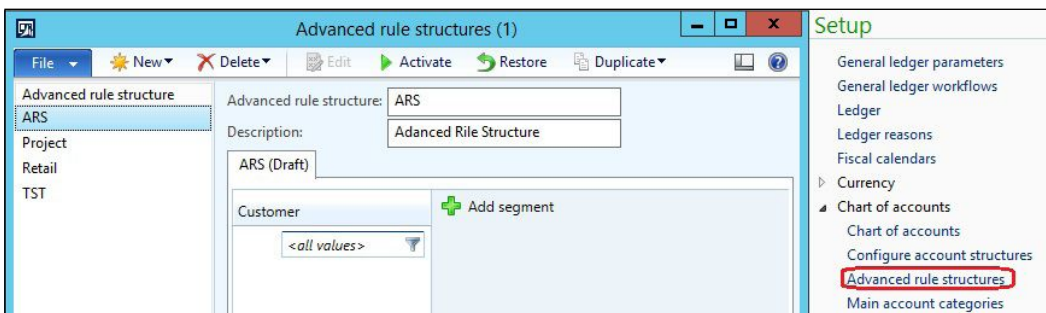 Advanced rule structures (1)
File New Delete Edit Activate Restore Duplicate
Advanced rule structure
ARS
Project
Retail
TST
Advanced rule structure: ARS
Description: Adanced Rile Structure
ARS (Draft)
Customer
Add segment
<all values>
Setup
General ledger parameters
General ledger workflows
Ledger
Ledger reasons
Fiscal calendars
Currency
Chart of accounts
Chart of accounts
Configure account structures
Advanced rule structures
Main account categories